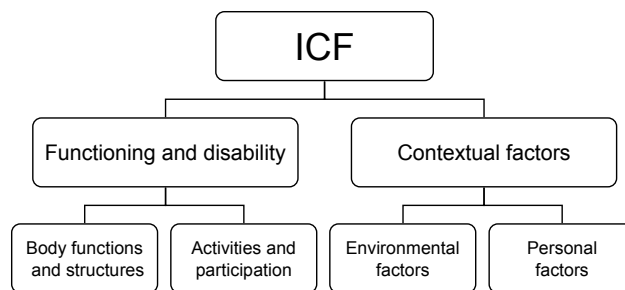 ICF
Functioning and disability
Contextual factors
Body functions
and structures
Activities and
participation
Environmental
factors
Personal
factors